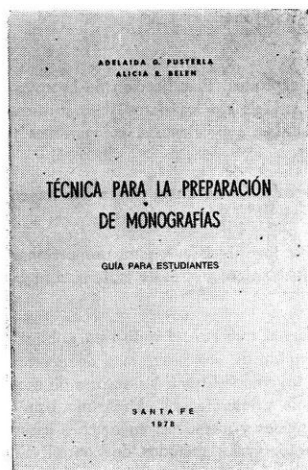 ADELAIDA G. PUSTERLA
ALICIA R. BELEN
TÉCNICA PARA LA PREPARACIÓN
DE MONOGRAFÍAS
GUÍA PARA ESTUDIANTES
SANTA FE
1978